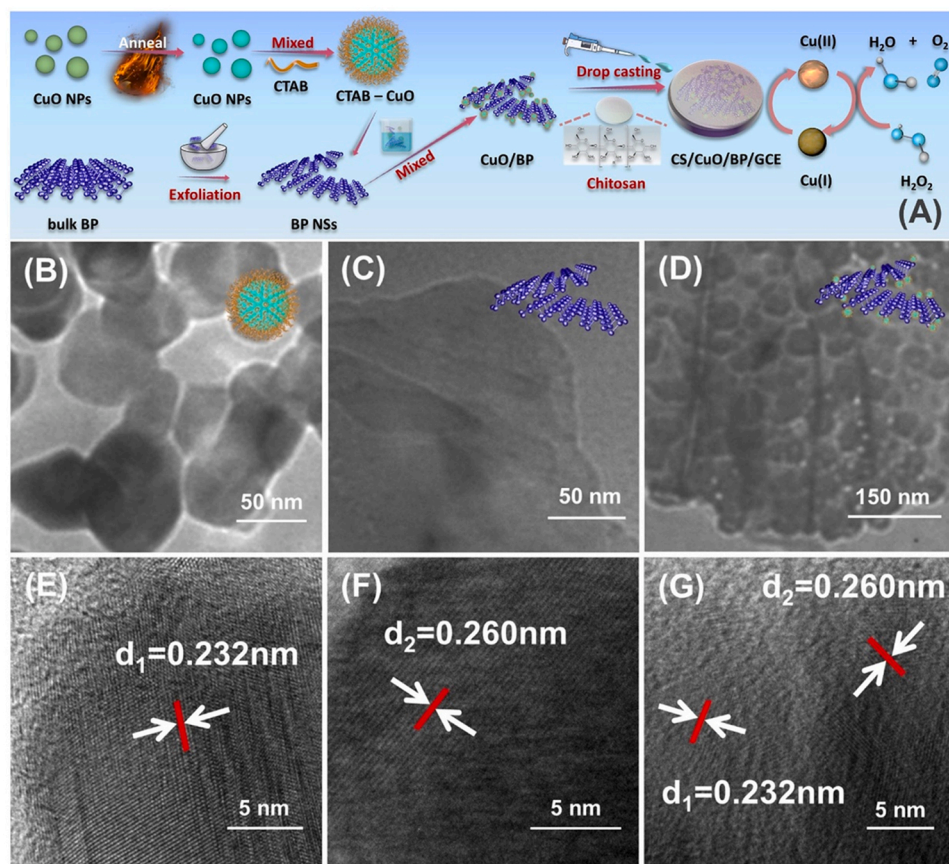 Anneal
Mixed
CTAB
CuO NPs
CuO NPs
CTAB – CuO
Exfoliation
bulk BP
BP NSs
Mixed
CuO/BP
Drop casting
Chitosan
CS/CuO/BP/GCE
Cu(II)
Cu(I)
H₂O + O₂
H₂O₂
(A)
(B)
50 nm
(C)
50 nm
(D)
150 nm
(E)
d₁=0.232nm
5 nm
(F)
d₂=0.260nm
5 nm
(G)
d₂=0.260nm
d₁=0.232nm
5 nm